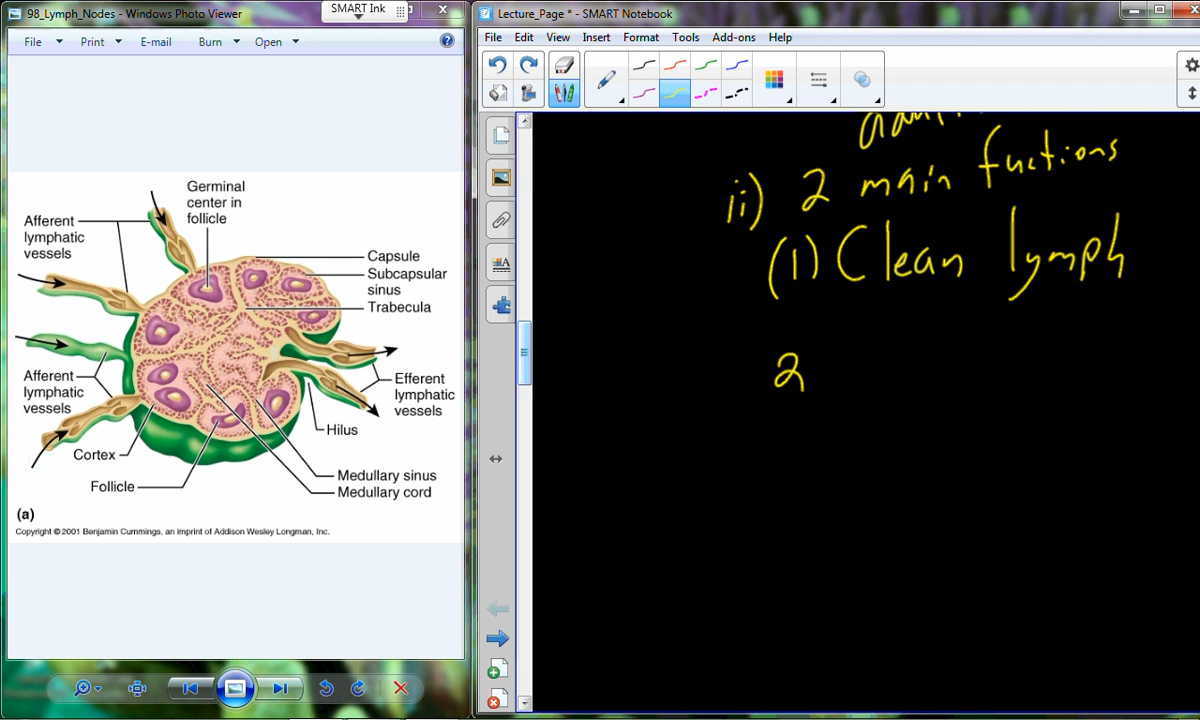 98_Lymph_Nodes - Windows Photo Viewer
SMART Ink
File Print E-mail Burn Open
Germinal
center in
follicle
Afferent
lymphatic
vessels
Capsule
Subcapsular
sinus
Trabecula
Afferent
lymphatic
vessels
Efferent
lymphatic
vessels
Hilus
Cortex
Medullary sinus
Follicle
Medullary cord
(a)
Copyright © 2001 Benjamin Cummings, an imprint of Addison Wesley Longman, Inc.
Lecture_Page * - SMART Notebook
File Edit View Insert Format Tools Add-ons Help
ii) 2 main fuctions
(1) Clean lymph
2